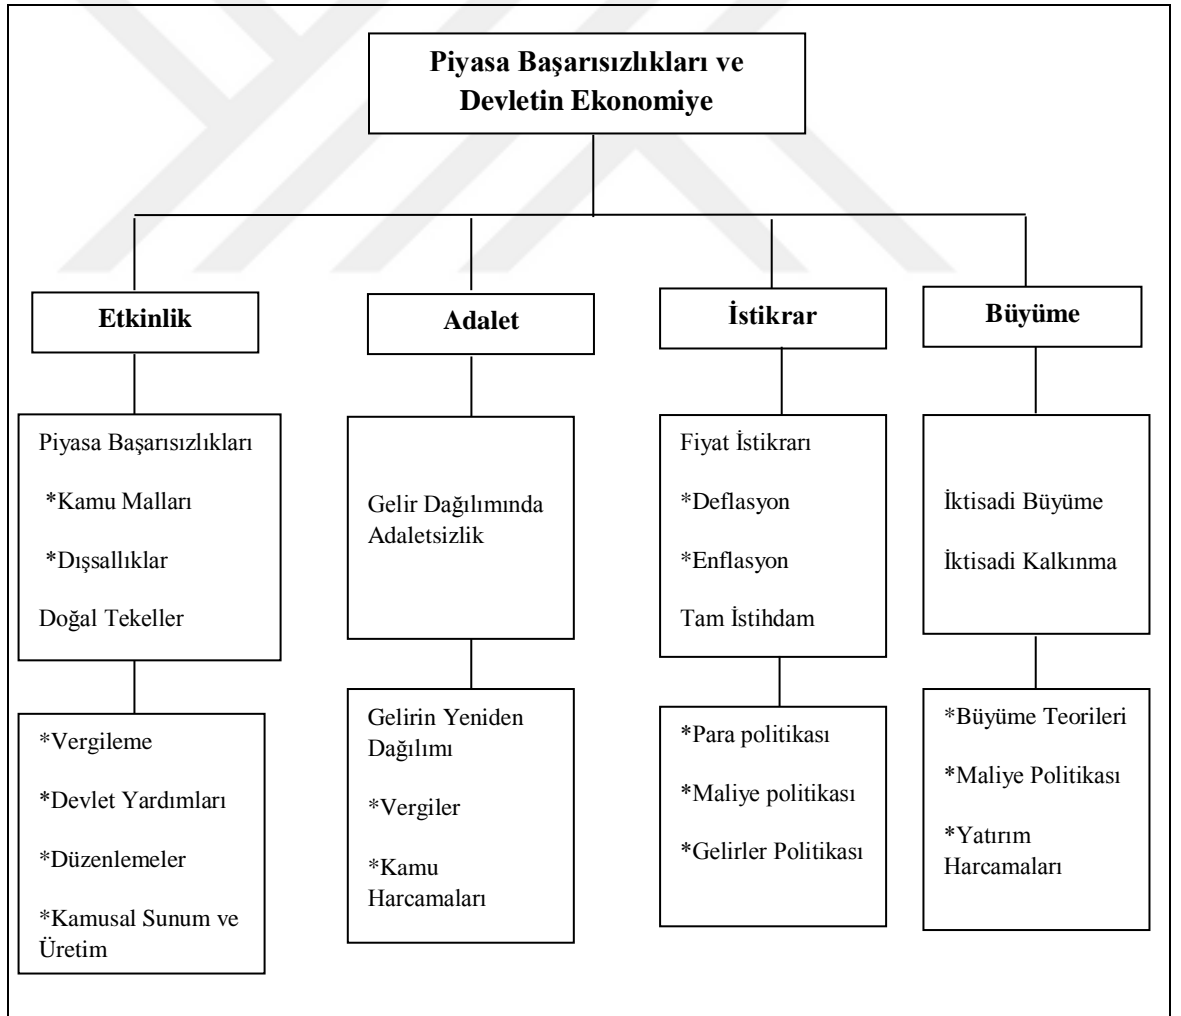 Piyasa Başarısızlıkları ve
Devletin Ekonomiye
Etkinlik
Adalet
İstikrar
Büyüme
Piyasa Başarısızlıkları
*Kamu Malları
*Dışsallıklar
Doğal Tekeller
Gelir Dağılımında
Adaletsizlik
Fiyat İstikrarı
*Deflasyon
*Enflasyon
Tam İstihdam
İktisadi Büyüme
İktisadi Kalkınma
*Vergileme
*Devlet Yardımları
*Düzenlemeler
*Kamusal Sunum ve
Üretim
Gelirin Yeniden
Dağılımı
*Vergiler
*Kamu
Harcamaları
*Para politikası
*Maliye politikası
*Gelirler Politikası
*Büyüme Teorileri
*Maliye Politikası
*Yatırım
Harcamaları